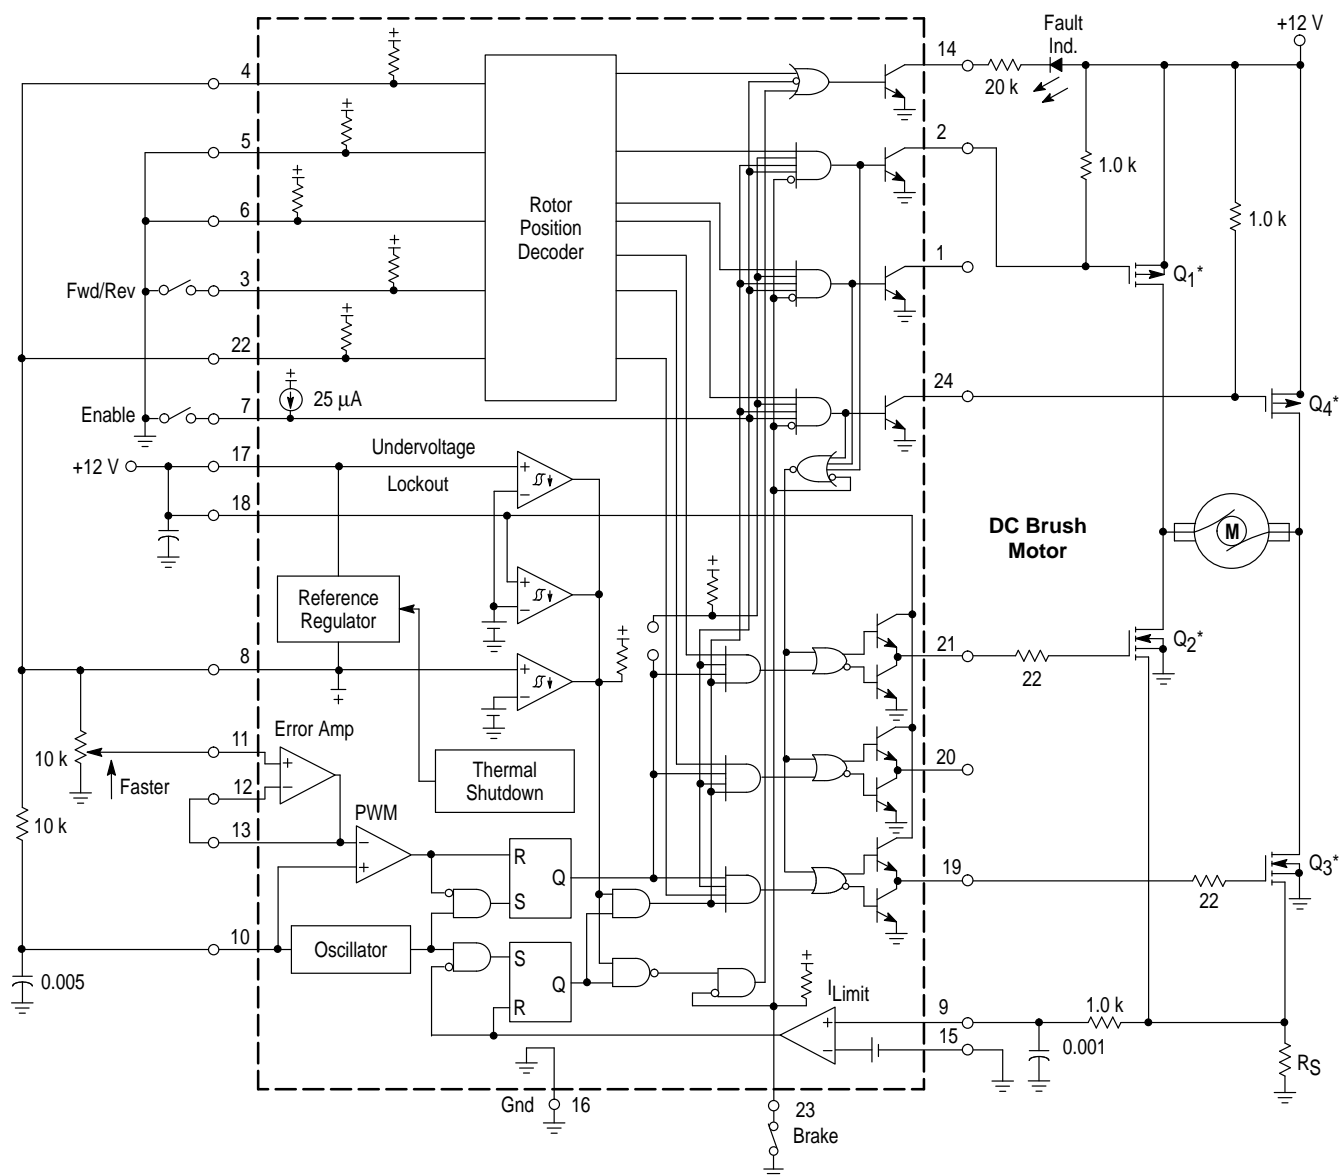 +12 V
Fault
Ind.
14
20 k
4
5
6
Fwd/Rev
3
22
Enable
7
25 µA
Rotor
Position
Decoder
2
1.0 k
1.0 k
1
Q1*
24
Q4*
+12 V
17
Undervoltage
Lockout
18
DC Brush
Motor
M
Reference
Regulator
8
21
22
Q2*
Error Amp
11
10 k
Faster
12
13
10 k
Thermal
Shutdown
20
PWM
R
Q
S
19
22
Q3*
10
Oscillator
0.005
S
Q
R
ILimit
9
1.0 k
15
0.001
RS
Gnd
16
23
Brake